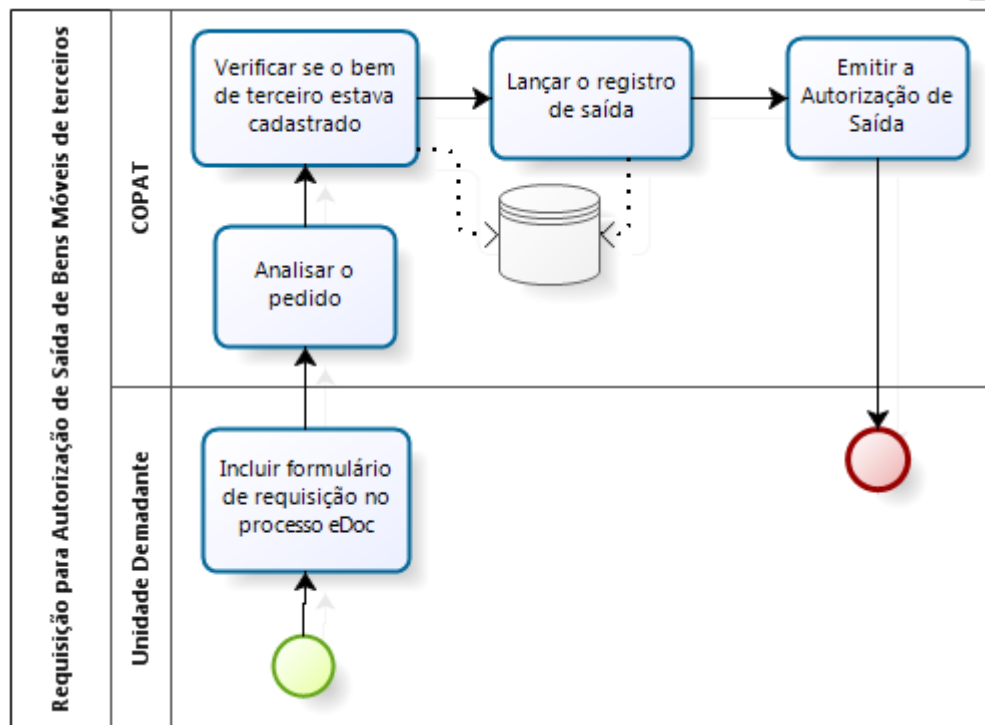 Requisição para Autorização de Saída de Bens Móveis de terceiros
COPAT
Verificar se o bem
de terceiro estava
cadastrado
Lançar o registro
de saída
Emitir a
Autorização de
Saída
Analisar o
pedido
Unidade Demadante
Incluir formulário
de requisição no
processo eDoc